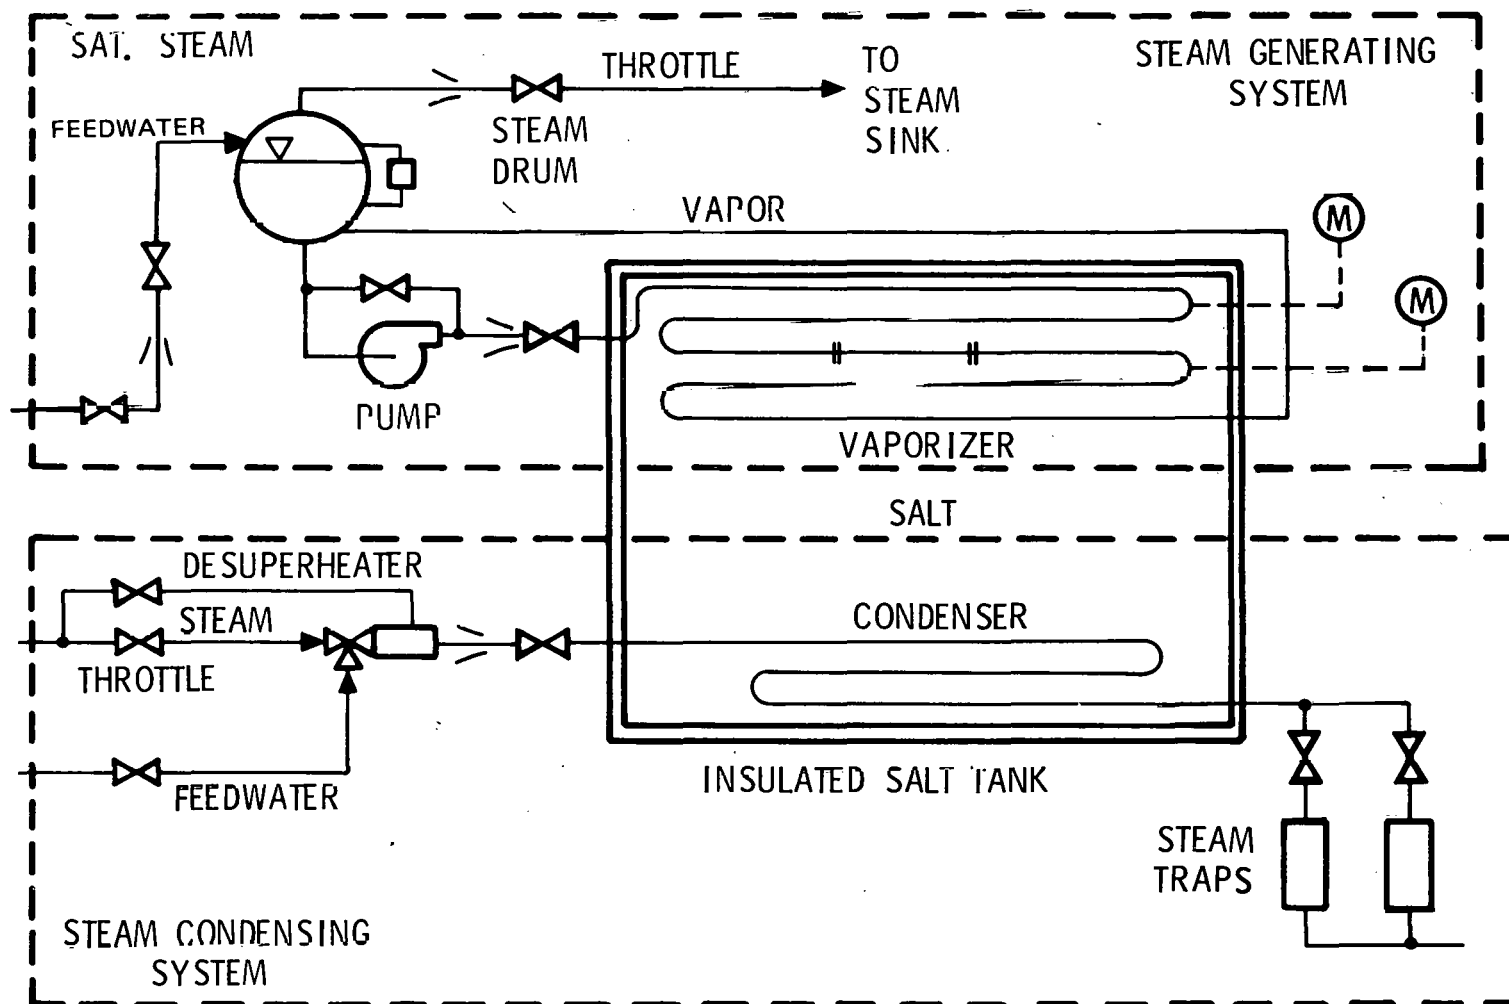 SAT. STEAM
THROTTLE
TO
STEAM
SINK
STEAM GENERATING
SYSTEM
FEEDWATER
STEAM
DRUM
VAPOR
M
M
PUMP
VAPORIZER
SALT
DESUPERHEATER
STEAM
THROTTLE
CONDENSER
FEEDWATER
INSULATED SALT TANK
STEAM
TRAPS
STEAM CONDENSING
SYSTEM